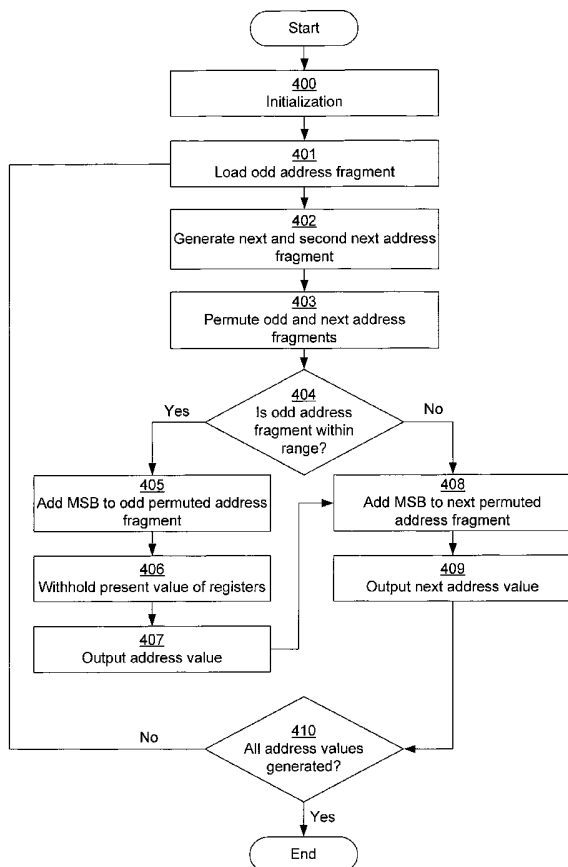 Start
400
Initialization
401
Load odd address fragment
402
Generate next and second next address
fragment
403
Permute odd and next address
fragments
404
Is odd address
fragment within
range?
Yes
No
405
Add MSB to odd permuted address
fragment
408
Add MSB to next permuted
address fragment
406
Withhold present value of registers
409
Output next address value
407
Output address value
410
All address values
generated?
No
Yes
End